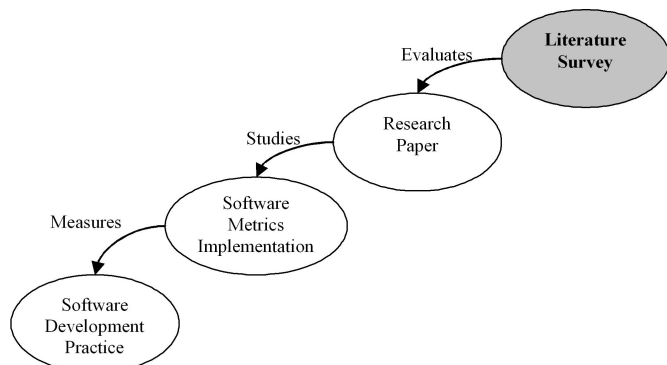 Literature
Survey
Evaluates
Research
Paper
Studies
Software
Metrics
Implementation
Measures
Software
Development
Practice